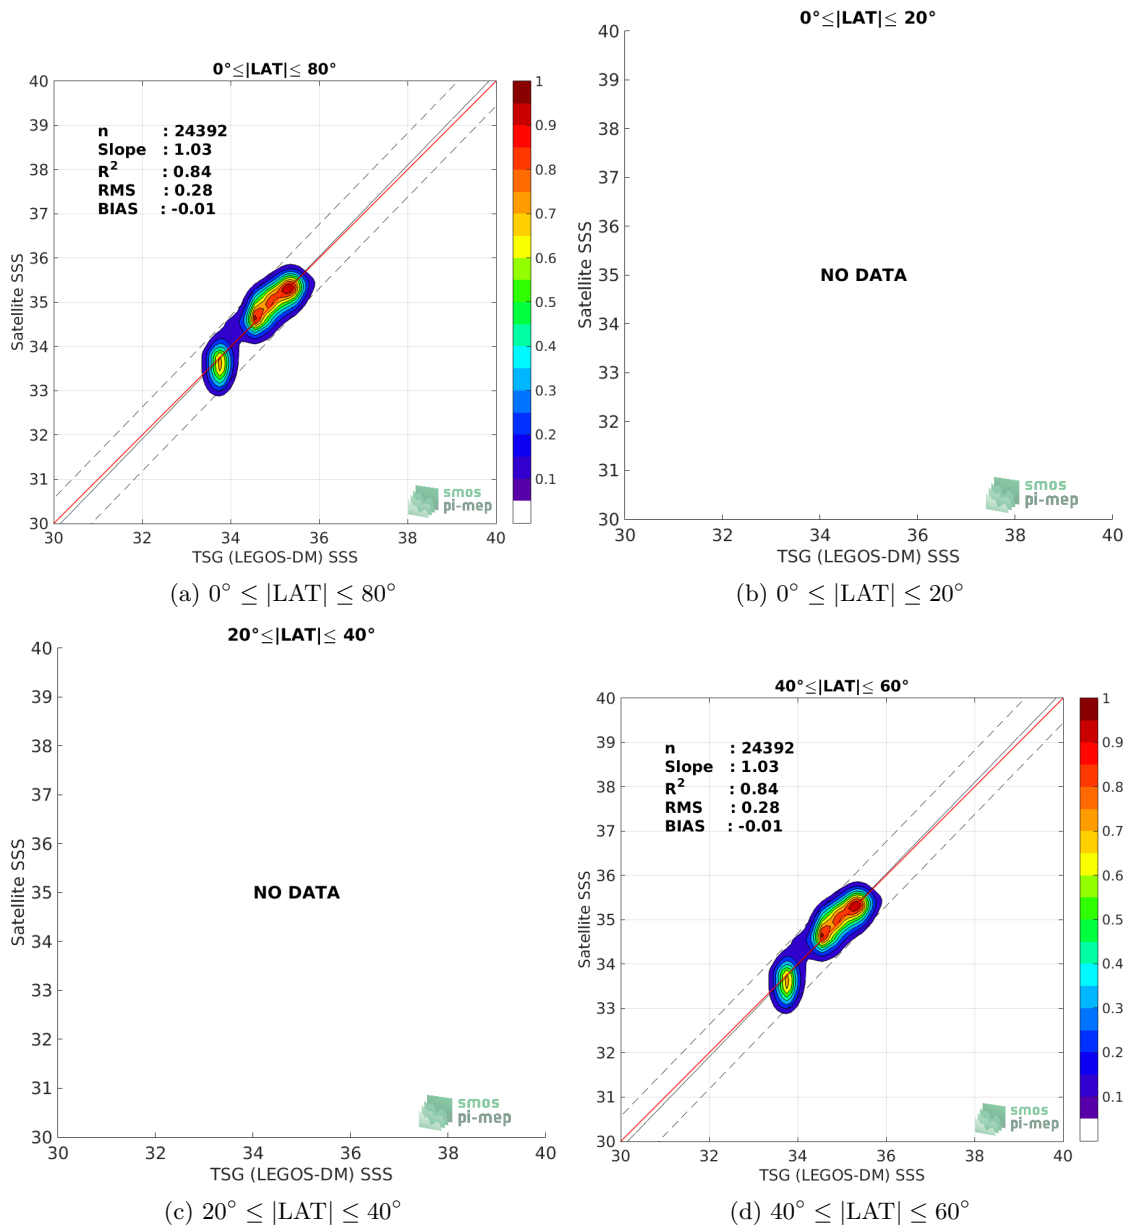 0°≤|LAT|≤ 80°
40
39
38
37
36
35
34
33
32
31
30
Satellite SSS
n : 24392
Slope : 1.03
R² : 0.84
RMS : 0.28
BIAS : -0.01
smos
pi-mep
30 32 34 36 38 40
TSG (LEGOS-DM) SSS
1
0.9
0.8
0.7
0.6
0.5
0.4
0.3
0.2
0.1
(a) 0° ≤ |LAT| ≤ 80°
0°≤|LAT|≤ 20°
40
39
38
37
36
35
34
33
32
31
30
Satellite SSS
NO DATA
smos
pi-mep
30 32 34 36 38 40
TSG (LEGOS-DM) SSS
(b) 0° ≤ |LAT| ≤ 20°
20°≤|LAT|≤ 40°
40
39
38
37
36
35
34
33
32
31
30
Satellite SSS
NO DATA
smos
pi-mep
30 32 34 36 38 40
TSG (LEGOS-DM) SSS
(c) 20° ≤ |LAT| ≤ 40°
40°≤|LAT|≤ 60°
40
39
38
37
36
35
34
33
32
31
30
Satellite SSS
n : 24392
Slope : 1.03
R² : 0.84
RMS : 0.28
BIAS : -0.01
smos
pi-mep
30 32 34 36 38 40
TSG (LEGOS-DM) SSS
1
0.9
0.8
0.7
0.6
0.5
0.4
0.3
0.2
0.1
(d) 40° ≤ |LAT| ≤ 60°